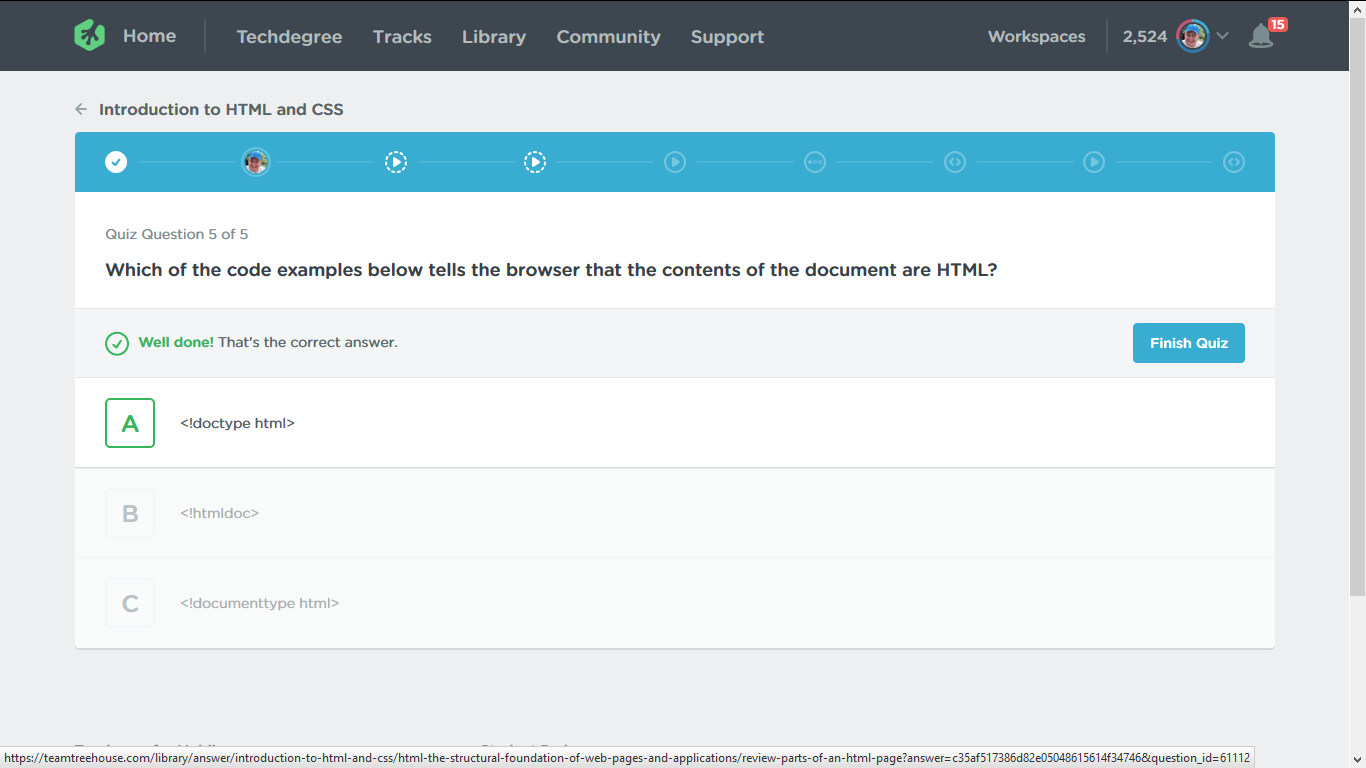 Home Techdegree Tracks Library Community Support Workspaces 2,524 15
← Introduction to HTML and CSS
Quiz Question 5 of 5
Which of the code examples below tells the browser that the contents of the document are HTML?
Well done! That's the correct answer. Finish Quiz
A <!doctype html>
B <!htmldoc>
C <!documenttype html>
https://teamtreehouse.com/library/answer/introduction-to-html-and-css/html-the-structural-foundation-of-web-pages-and-applications/review-parts-of-an-html-page?answer=c35af517386d82e05048615614f34746&question_id=61112